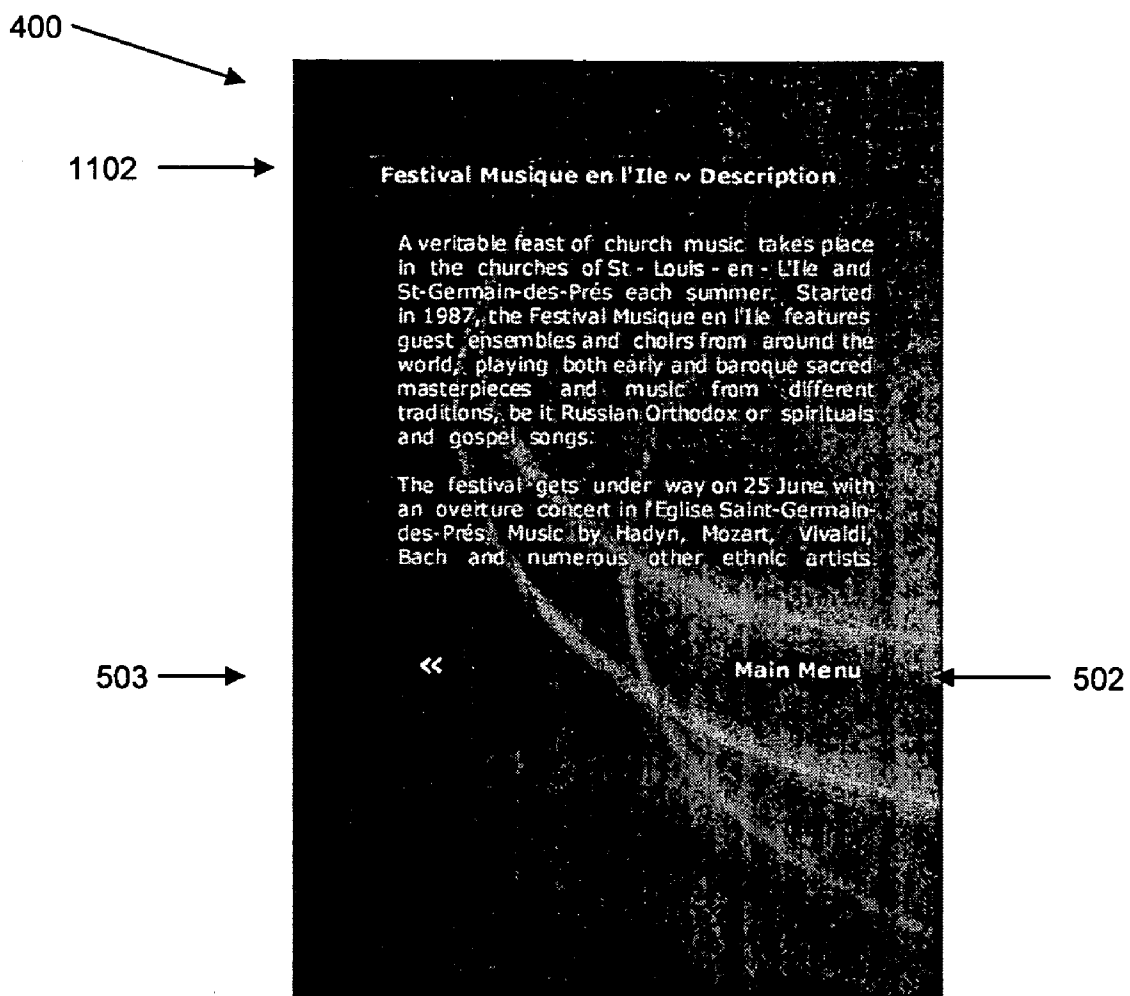 400
1102
Festival Musique en l'Ile ~ Description
A veritable feast of church music takes place
in the churches of St - Louis - en - L'Ile and
St-Germain-des-Prés each summer. Started
in 1987, the Festival Musique en l'Ile features
guest ensembles and choirs from around the
world, playing both early and baroque sacred
masterpieces and music from different
traditions, be it Russian Orthodox or spirituals
and gospel songs.
The festival gets under way on 25 June with
an overture concert in l'Eglise Saint-Germain-
des-Prés. Music by Hadyn, Mozart, Vivaldi,
Bach and numerous other ethnic artists.
503
«
Main Menu
502